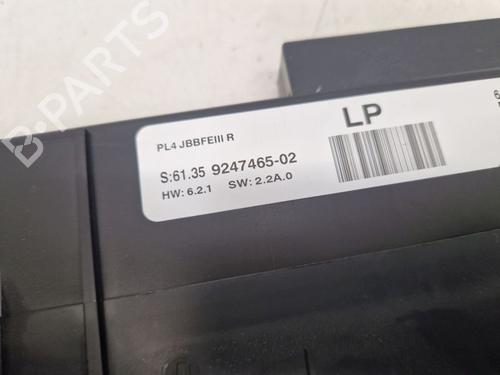 PL4 JBBFEIII R
LP
S:61.35 9247465-02
HW: 6.2.1 SW: 2.2A.0
B-PARTS